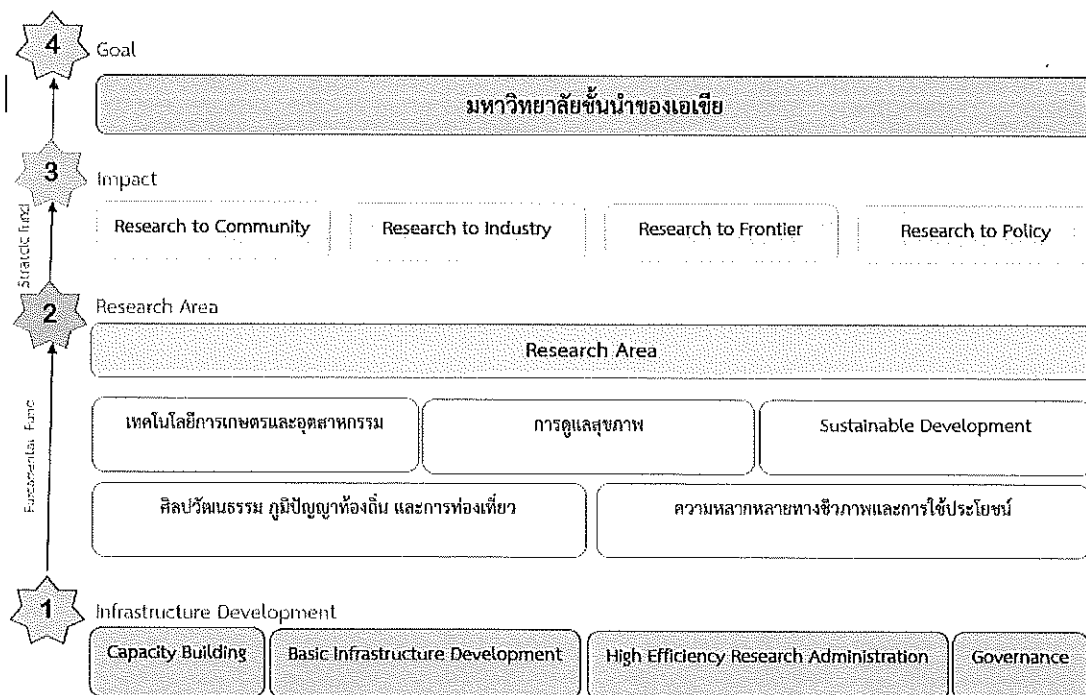 4
Goal
มหาวิทยาลัยชั้นนำของเอเชีย
3
Impact
Research to Community
Research to Industry
Research to Frontier
Research to Policy
2
Research Area
Research Area
เทคโนโลยีการเกษตรและอุตสาหกรรม
การดูแลสุขภาพ
Sustainable Development
ศิลปวัฒนธรรม ภูมิปัญญาท้องถิ่น และการท่องเที่ยว
ความหลากหลายทางชีวภาพและการใช้ประโยชน์
1
Infrastructure Development
Capacity Building
Basic Infrastructure Development
High Efficiency Research Administration
Governance